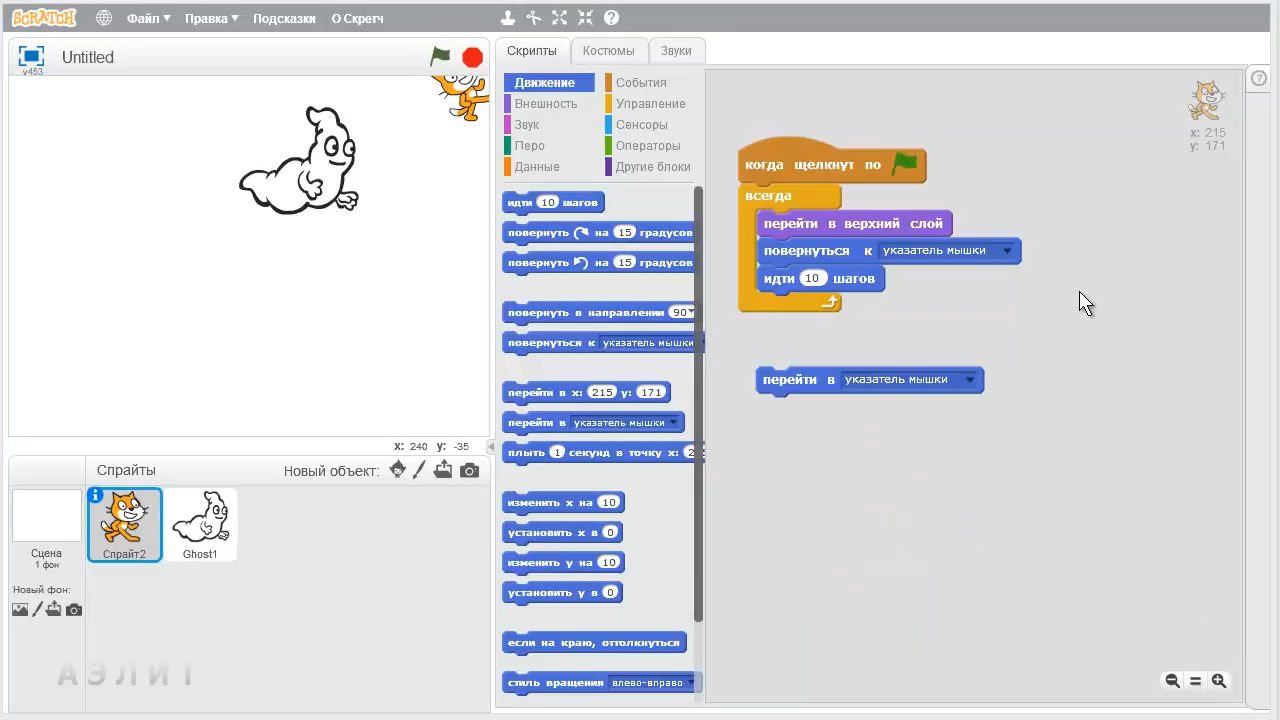 SCRATCH
Файл
Правка
Подсказки
О Скретч
v453
Untitled
x: 240 y: -35
Спрайты
Новый объект:
Сцена
1 фон
Новый фон:
Спрайт2
Ghost1
АЭЛИТ
Скрипты
Костюмы
Звуки
Движение
События
Внешность
Управление
Звук
Сенсоры
Перо
Операторы
Данные
Другие блоки
идти 10 шагов
повернуть на 15 градусов
повернуть на 15 градусов
повернуть в направлении 90
повернуться к указатель мышки
перейти в x: 215 y: 171
перейти в указатель мышки
плыть 1 секунд в точку x: 2
изменить x на 10
установить x в 0
изменить y на 10
установить y в 0
если на краю, оттолкнуться
стиль вращения влево-вправо
когда щелкнут по
всегда
перейти в верхний слой
повернуться к указатель мышки
идти 10 шагов
перейти в указатель мышки
x: 215
y: 171